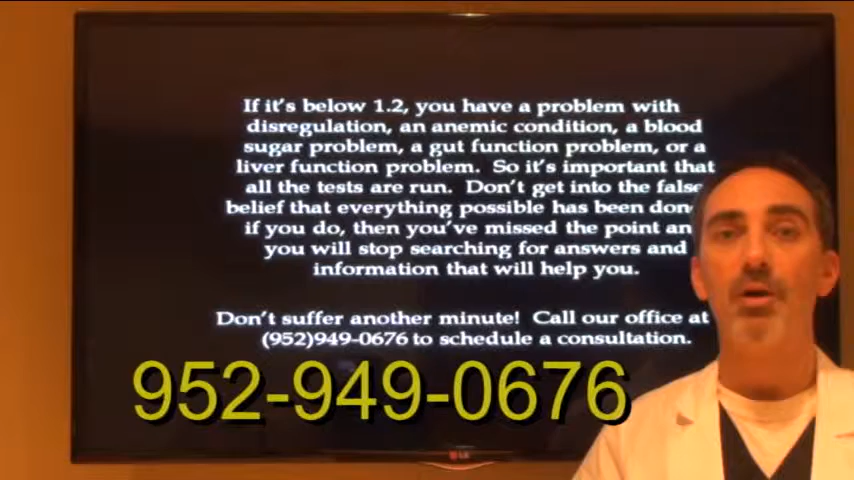 If it's below 1.2, you have a problem with
disregulation, an anemic condition, a blood
sugar problem, a gut function problem, or a
liver function problem. So it's important that
all the tests are run. Don't get into the false
belief that everything possible has been
if you do, then you've missed the point
you will stop searching for answers and
information that will help you.
Don't suffer another minute! Call our office at
(952)949-0676 to schedule a consultation.
952-949-0676
LG